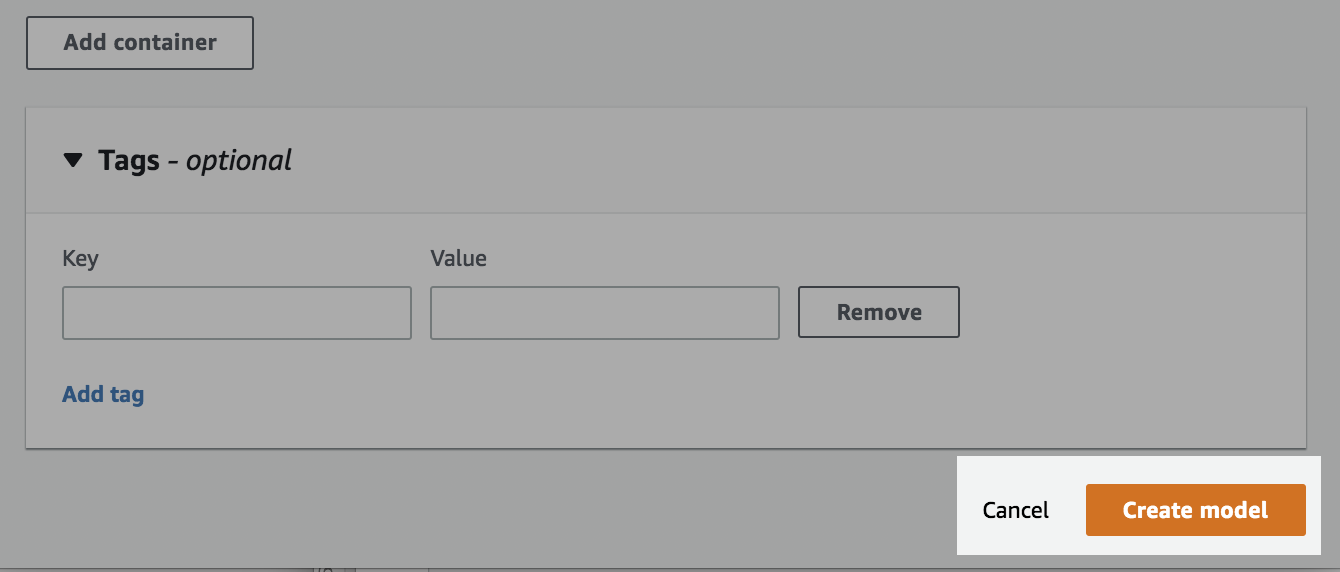 Add container
Tags - optional
Key Value
Remove
Add tag
Cancel Create model